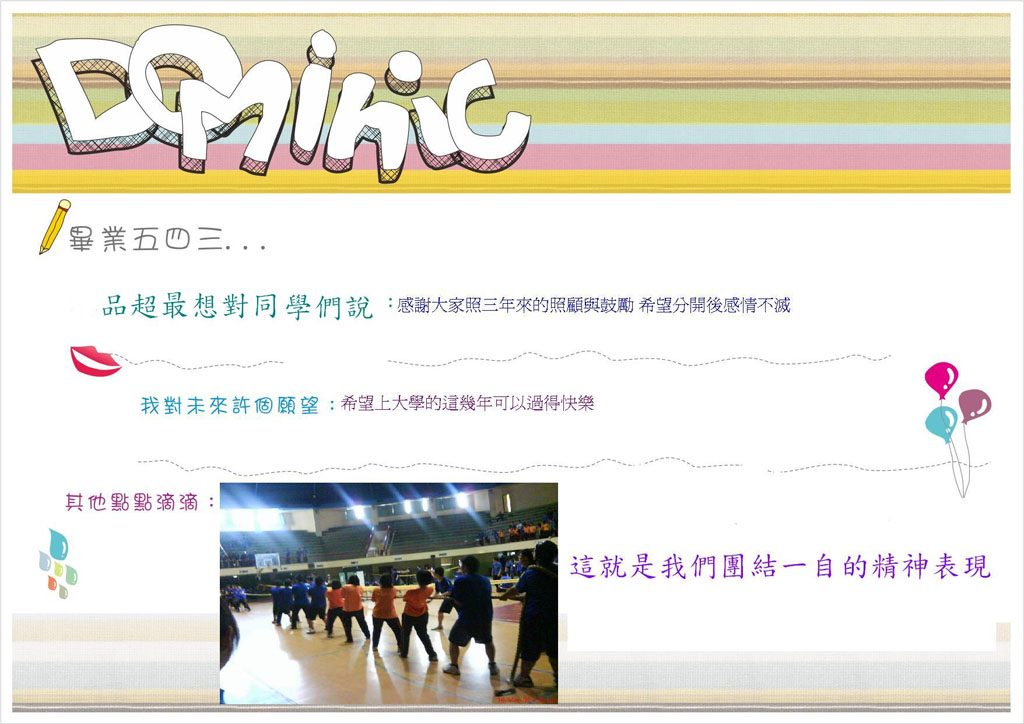 DOMiNiC
畢業五四三...
品超最想對同學們說：感謝大家照三年來的照顧與鼓勵 希望分開後感情不滅
我對未來許個願望：希望上大學的這幾年可以過得快樂
其他點點滴滴：
這就是我們團結一自的精神表現